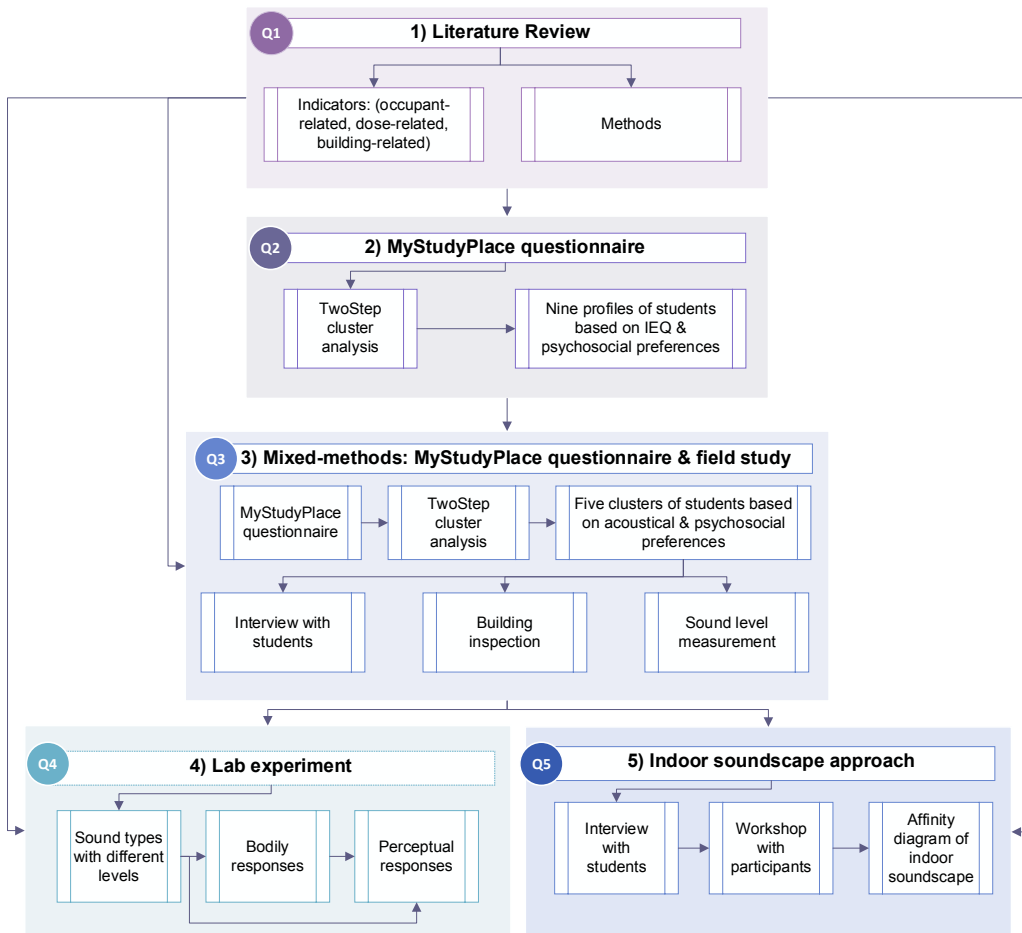 Q1
1) Literature Review
Indicators: (occupant-
related, dose-related,
building-related)
Methods
Q2
2) MyStudyPlace questionnaire
TwoStep
cluster
analysis
Nine profiles of students
based on IEQ &
psychosocial preferences
Q3
3) Mixed-methods: MyStudyPlace questionnaire & field study
MyStudyPlace
questionnaire
TwoStep
cluster
analysis
Five clusters of students based
on acoustical & psychosocial
preferences
Interview with
students
Building
inspection
Sound level
measurement
Q4
4) Lab experiment
Sound types
with different
levels
Bodily
responses
Perceptual
responses
Q5
5) Indoor soundscape approach
Interview
with
students
Workshop
with
participants
Affinity
diagram of
indoor
soundscape